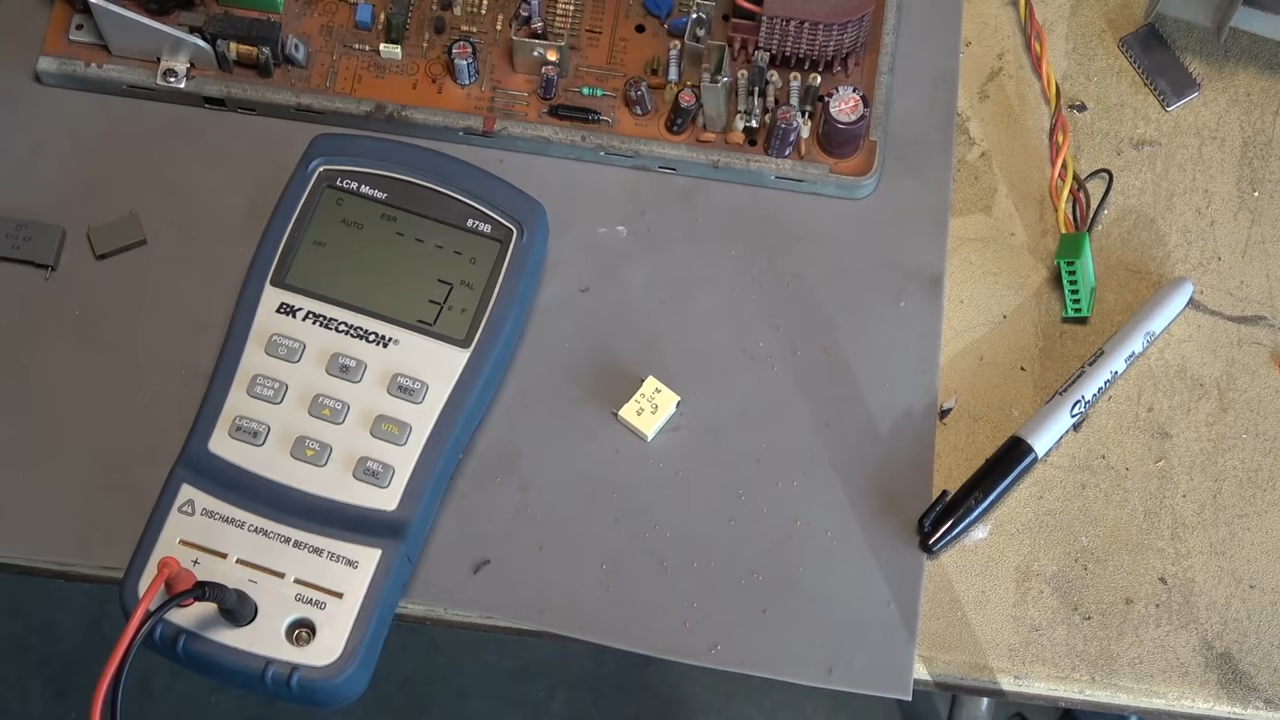 LCR Meter
879B
C
AUTO
ESR
PAL
F
BK PRECISION®
POWER
USB
HOLD
REC
D/Q/θ
/ESR
FREQ
UTIL
L/C/R/Z
P↔S
TOL
REL
CAL
⚠ DISCHARGE CAPACITOR BEFORE TESTING
+
−
GUARD
Sharpie